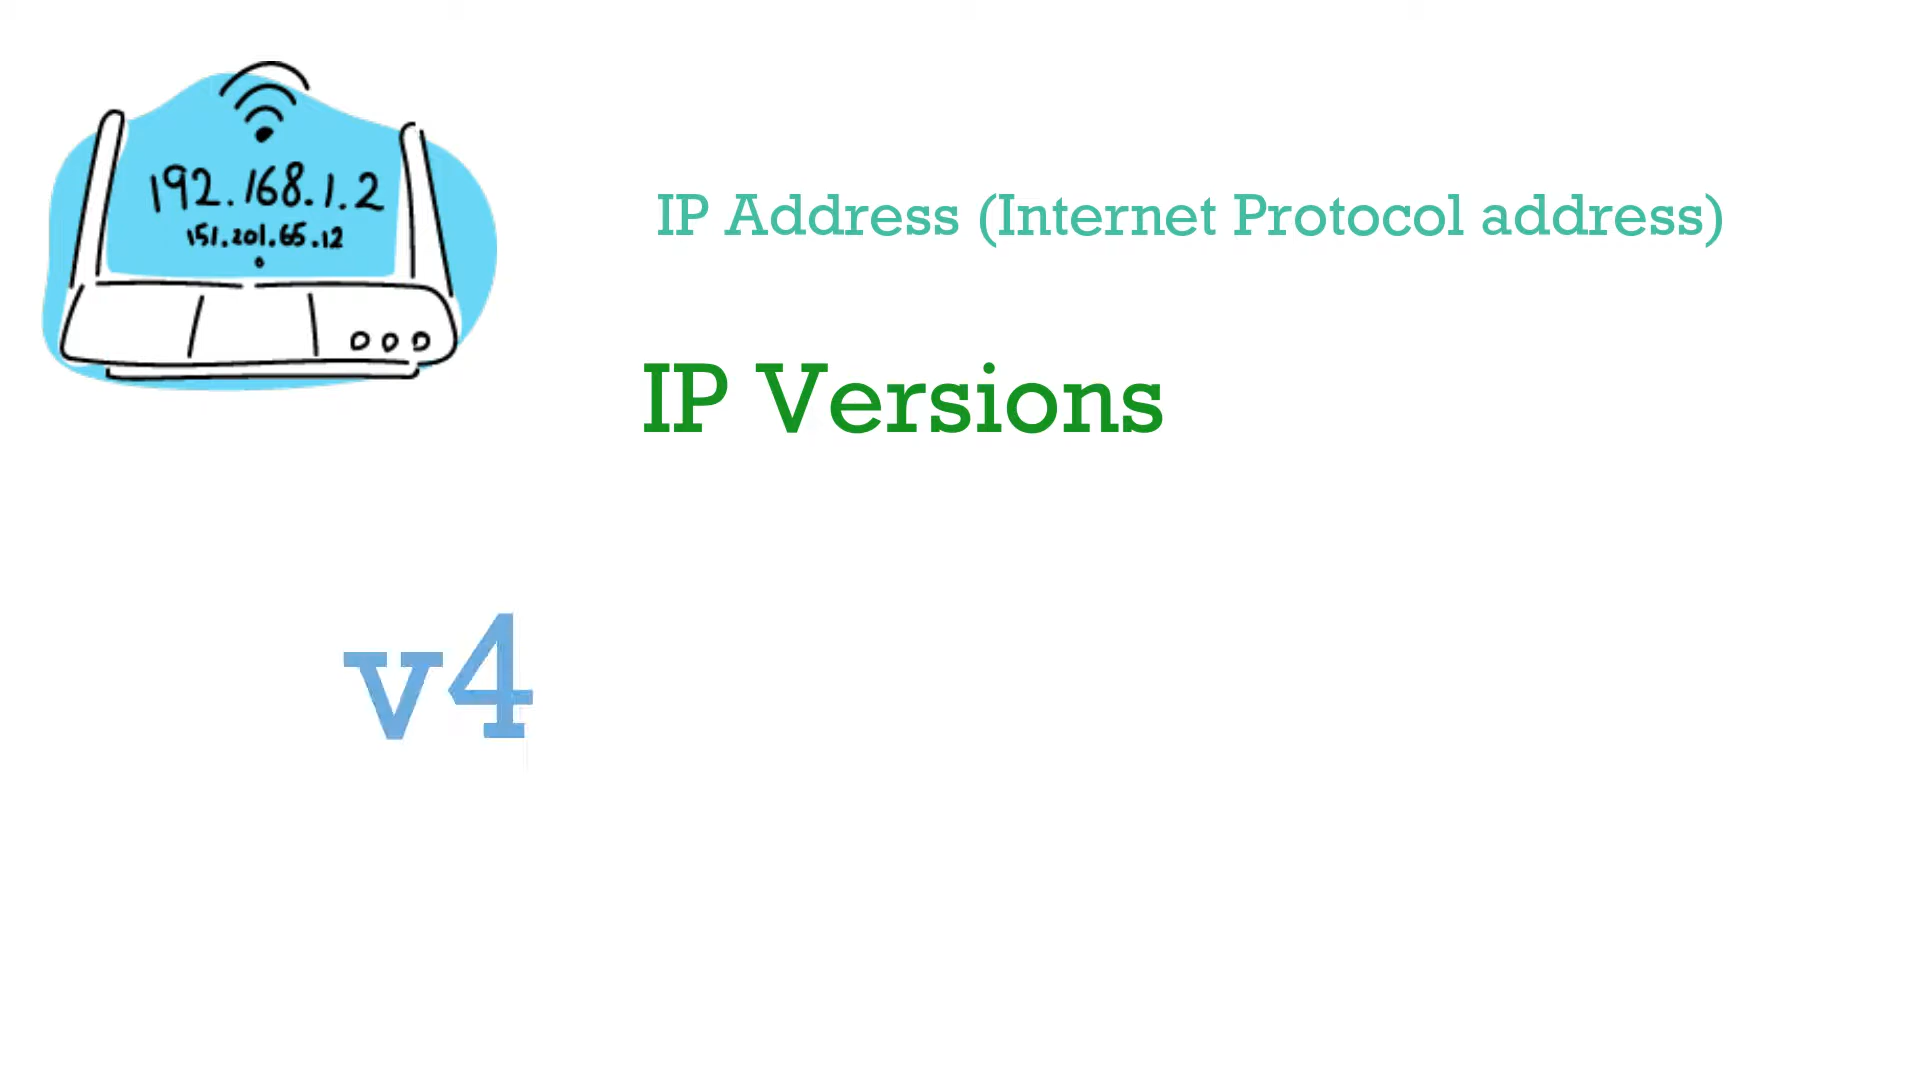 192.168.1.2
151.201.65.12
IP Address (Internet Protocol address)
IP Versions
v4